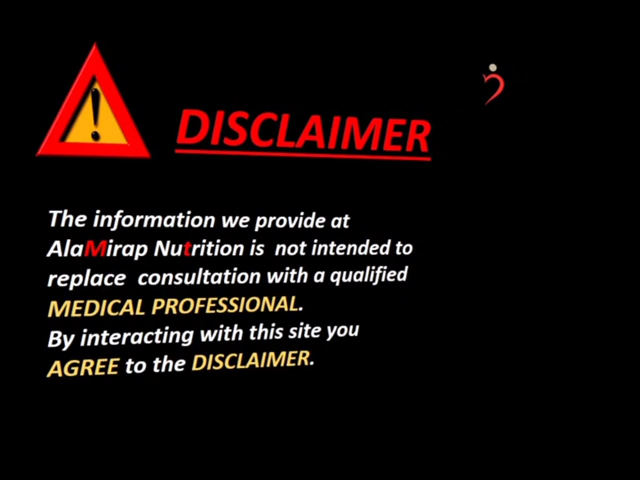 DISCLAIMER
The information we provide at
AlaMirap Nutrition is not intended to
replace consultation with a qualified
MEDICAL PROFESSIONAL.
By interacting with this site you
AGREE to the DISCLAIMER.